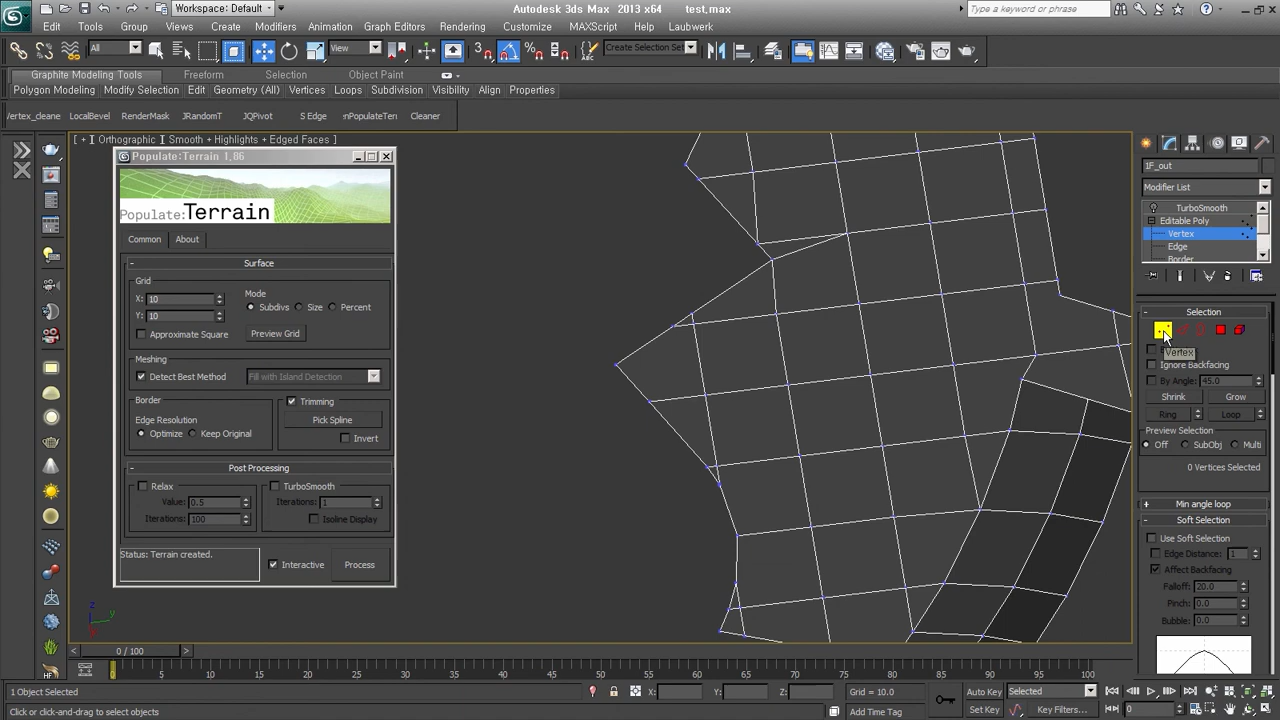 Workspace: Default
Autodesk 3ds Max 2013 x64
test.max
Type a keyword or phrase
Edit
Tools
Group
Views
Create
Modifiers
Animation
Graph Editors
Rendering
Customize
MAXScript
Help
Laubwerk
All
View
3
Create Selection Set
Graphite Modeling Tools
Freeform
Selection
Object Paint
Polygon Modeling
Modify Selection
Edit
Geometry (All)
Vertices
Loops
Subdivision
Visibility
Align
Properties
Vertex_cleane
LocalBevel
RenderMask
JRandomT
JQPivot
S Edge
nPopulateTeri
Cleaner
[ + ] [ Orthographic ] [ Smooth + Highlights + Edged Faces ]
Populate:Terrain 1.86
Populate:Terrain
Common
About
Surface
Grid
X: 10
Y: 10
Mode
Subdivs
Size
Percent
Approximate Square
Preview Grid
Meshing
Detect Best Method
Fill with Island Detection
Border
Edge Resolution
Optimize
Keep Original
Trimming
Pick Spline
Invert
Post Processing
Relax
Value: 0.5
Iterations: 100
TurboSmooth
Iterations: 1
Isoline Display
Status: Terrain created.
Interactive
Process
1F_out
Modifier List
TurboSmooth
Editable Poly
Vertex
Edge
Border
Selection
Vertex
Ignore Backfacing
By Angle: 45.0
Shrink
Grow
Ring
Loop
Preview Selection
Off
SubObj
Multi
0 Vertices Selected
Min angle loop
Soft Selection
Use Soft Selection
Edge Distance: 1
Affect Backfacing
Falloff: 20.0
Pinch: 0.0
Bubble: 0.0
z
y
x
0 / 100
0 5 10 15 20 25 30 35 40 45 50 55 60 65 70 75 80 85 90 95 100
1 Object Selected
X:
Y:
Z:
Grid = 10.0
Auto Key
Selected
Click or click-and-drag to select objects
Add Time Tag
Set Key
Key Filters...
0